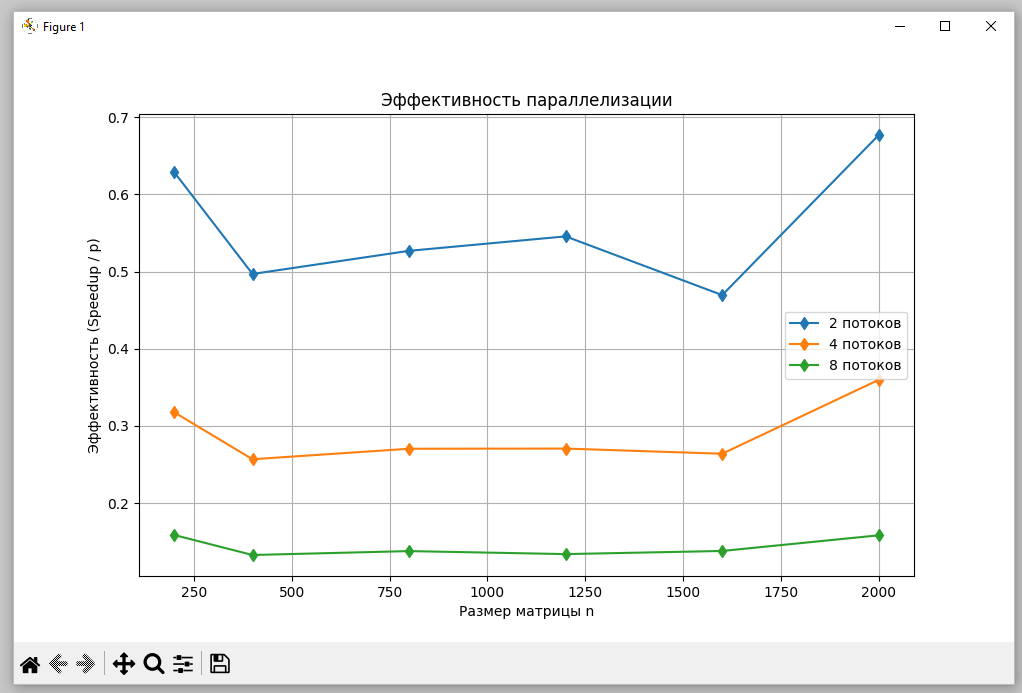 Figure 1
Эффективность параллелизации
Эффективность (Speedup / p)
0.7
0.6
0.5
0.4
0.3
0.2
2 потоков
4 потоков
8 потоков
250 500 750 1000 1250 1500 1750 2000
Размер матрицы n